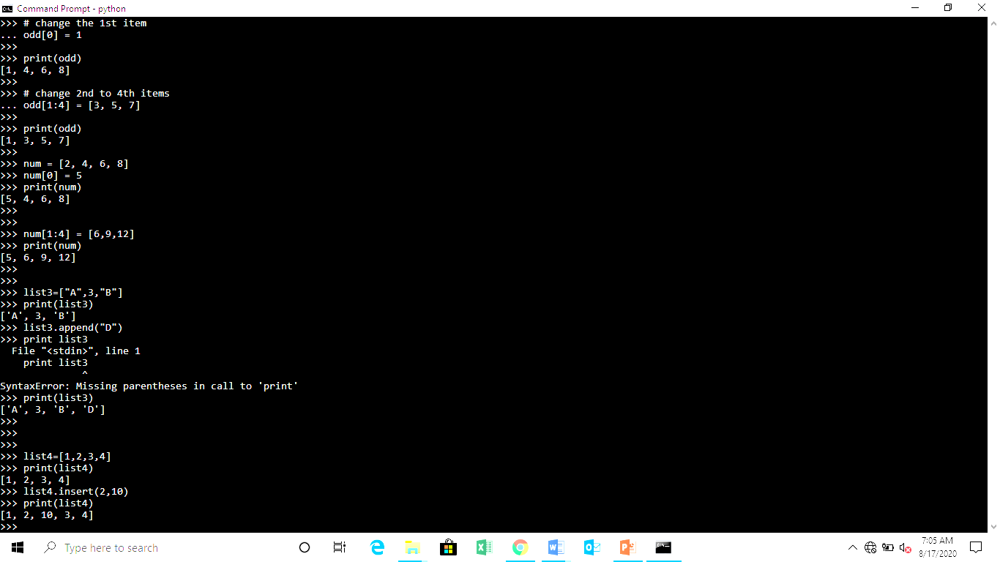 Command Prompt - python
>>> # change the 1st item
... odd[0] = 1
>>>
>>> print(odd)
[1, 4, 6, 8]
>>>
>>> # change 2nd to 4th items
... odd[1:4] = [3, 5, 7]
>>>
>>> print(odd)
[1, 3, 5, 7]
>>>
>>> num = [2, 4, 6, 8]
>>> num[0] = 5
>>> print(num)
[5, 4, 6, 8]
>>>
>>>
>>> num[1:4] = [6,9,12]
>>> print(num)
[5, 6, 9, 12]
>>>
>>>
>>> list3=["A",3,"B"]
>>> print(list3)
['A', 3, 'B']
>>> list3.append("D")
>>> print list3
  File "<stdin>", line 1
    print list3
              ^
SyntaxError: Missing parentheses in call to 'print'
>>> print(list3)
['A', 3, 'B', 'D']
>>>
>>>
>>>
>>> list4=[1,2,3,4]
>>> print(list4)
[1, 2, 3, 4]
>>> list4.insert(2,10)
>>> print(list4)
[1, 2, 10, 3, 4]
>>>
Type here to search
7:05 AM
8/17/2020